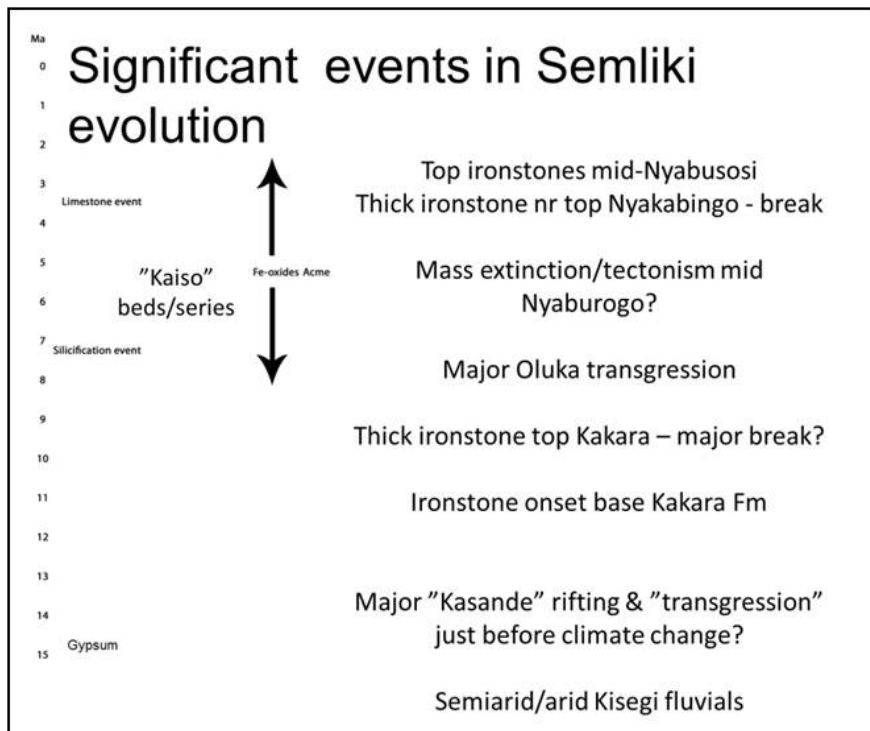 Ma
Significant  events in Semliki
evolution
0
1
2
3
Limestone event
4
5
6
7
Silicification event
8
9
10
11
12
13
14
Gypsum
15
"Kaiso"
beds/series
Fe-oxides Acme
Top ironstones mid-Nyabusosi
Thick ironstone nr top Nyakabingo - break
Mass extinction/tectonism mid
Nyaburogo?
Major Oluka transgression
Thick ironstone top Kakara – major break?
Ironstone onset base Kakara Fm
Major "Kasande" rifting & "transgression"
just before climate change?
Semiarid/arid Kisegi fluvials